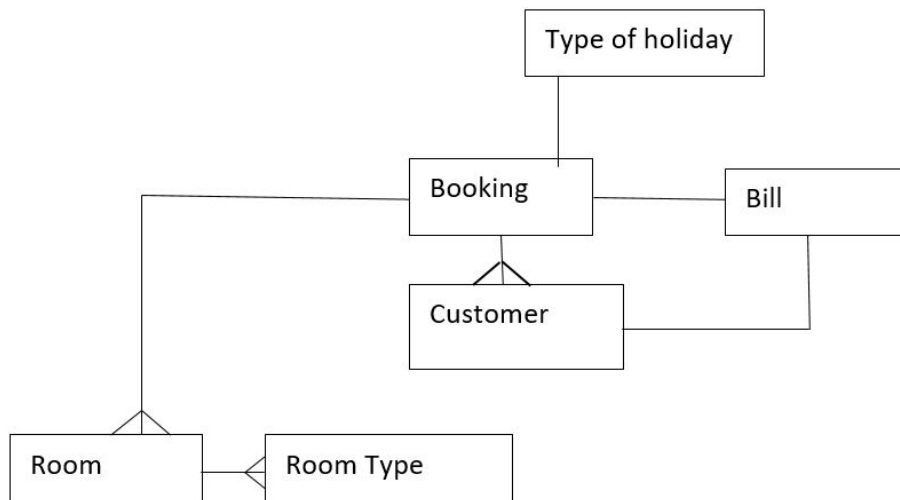 Type of holiday
Booking
Bill
Customer
Room
Room Type